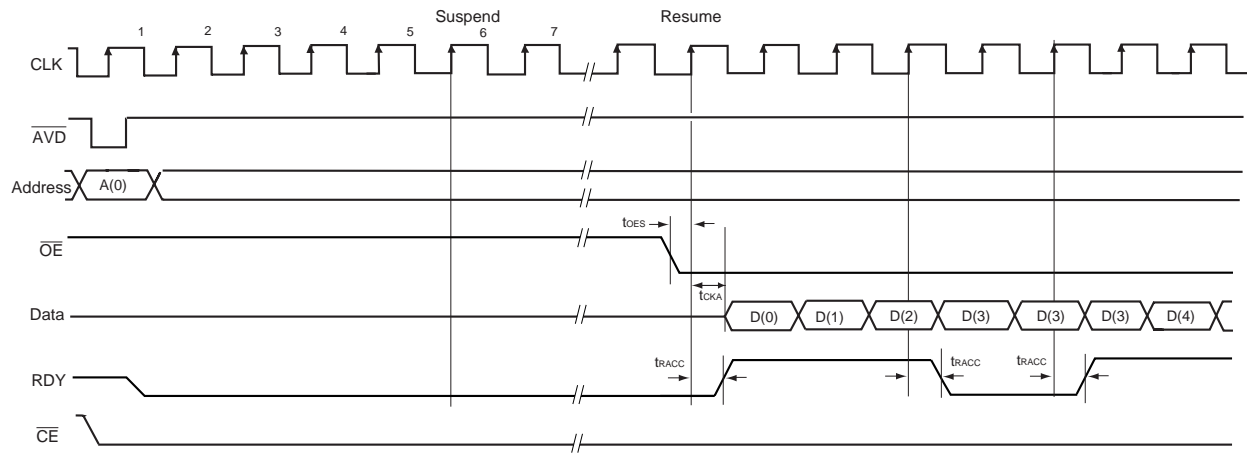 Suspend Resume
1 2 3 4 5 6 7
CLK
AVD
Address A(0)
tOES
OE
tCKA
Data D(0) D(1) D(2) D(3) D(3) D(3) D(4)
tRACC tRACC tRACC
RDY
CE